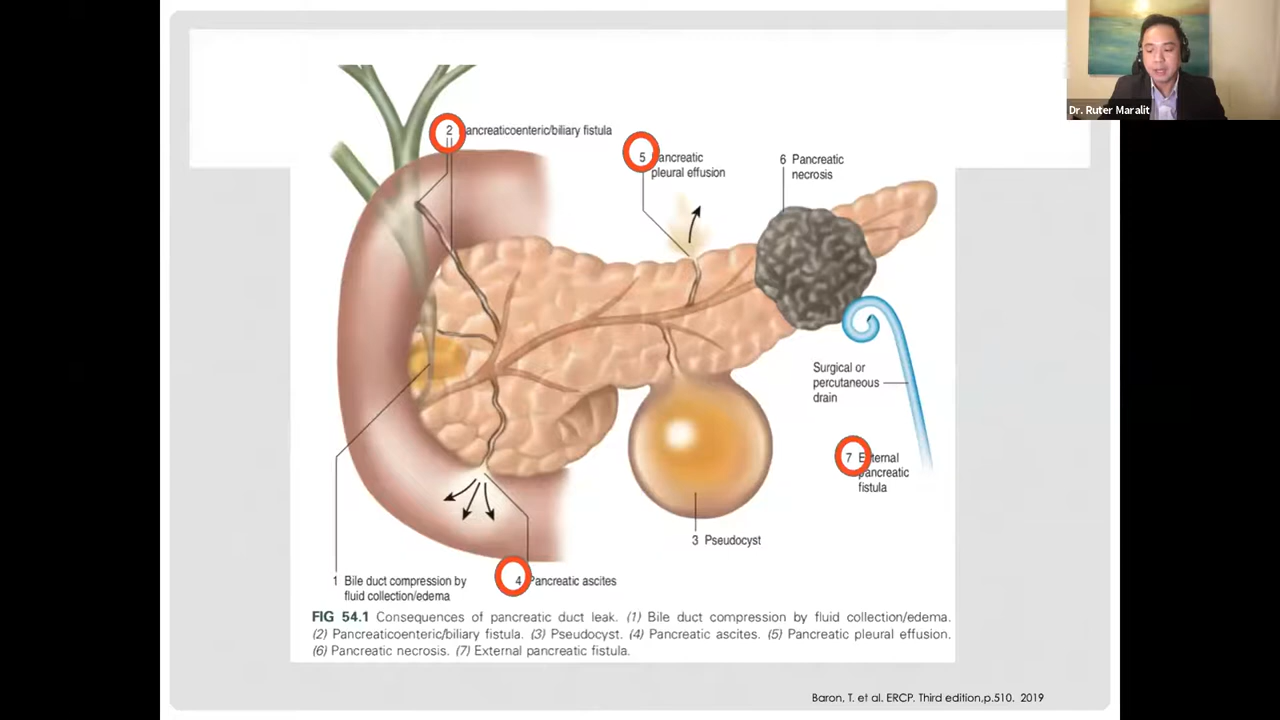 Dr. Ruter Maralit
2 pancreaticoenteric/biliary fistula
5 Pancreatic
pleural effusion
6 Pancreatic
necrosis
Surgical or
percutaneous
drain
7 External
pancreatic
fistula
3 Pseudocyst
1 Bile duct compression by
fluid collection/edema
4 Pancreatic ascites
FIG 54.1 Consequences of pancreatic duct leak. (1) Bile duct compression by fluid collection/edema.
(2) Pancreaticoenteric/biliary fistula. (3) Pseudocyst. (4) Pancreatic ascites. (5) Pancreatic pleural effusion.
(6) Pancreatic necrosis. (7) External pancreatic fistula.
Baron, T. et al. ERCP. Third edition,p.510. 2019